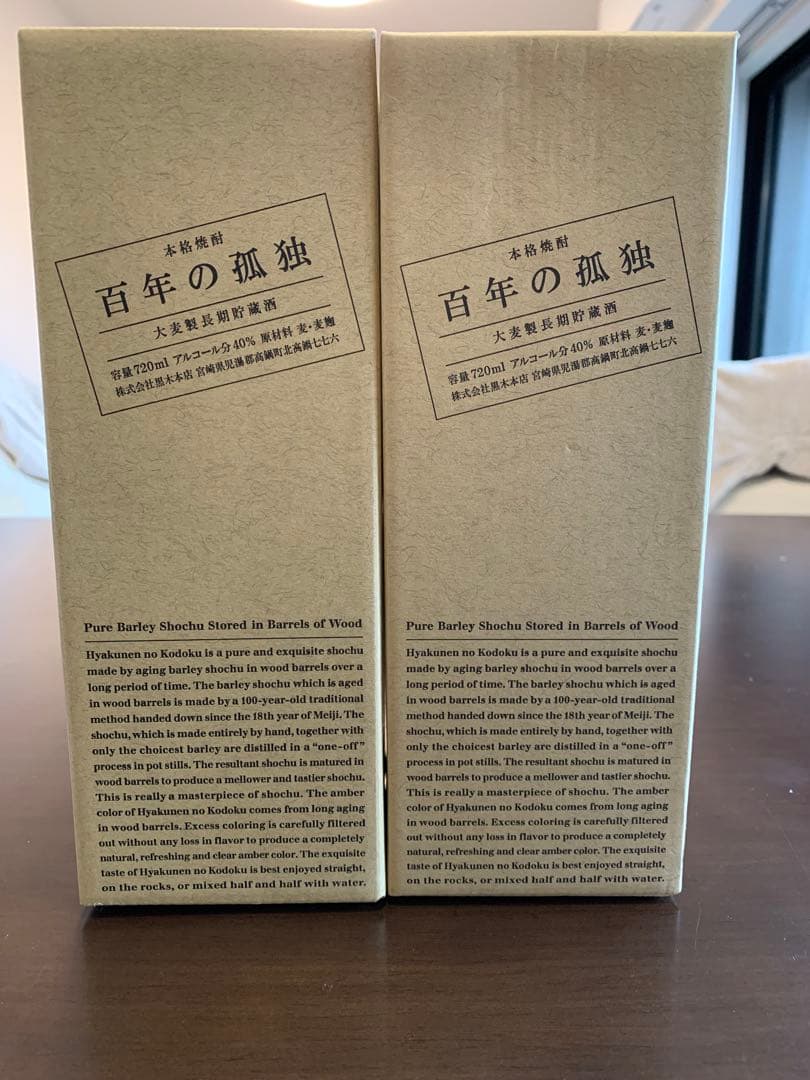 本格焼酎
百年の孤独
大麦製長期貯蔵酒
容量720ml アルコール分40% 原材料 麦・麦麹
株式会社黒木本店 宮崎県児湯郡高鍋町北高鍋七七六
Pure Barley Shochu Stored in Barrels of Wood
Hyakunen no Kodoku is a pure and exquisite shochu
made by aging barley shochu in wood barrels over a
long period of time. The barley shochu which is aged
in wood barrels is made by a 100-year-old traditional
method handed down since the 18th year of Meiji. The
shochu, which is made entirely by hand, together with
only the choicest barley are distilled in a “one-off”
process in pot stills. The resultant shochu is matured in
wood barrels to produce a mellower and tastier shochu.
This is really a masterpiece of shochu. The amber
color of Hyakunen no Kodoku comes from long aging
in wood barrels. Excess coloring is carefully filtered
out without any loss in flavor to produce a completely
natural, refreshing and clear amber color. The exquisite
taste of Hyakunen no Kodoku is best enjoyed straight,
on the rocks, or mixed half and half with water.
本格焼酎
百年の孤独
大麦製長期貯蔵酒
容量720ml アルコール分40% 原材料 麦・麦麹
株式会社黒木本店 宮崎県児湯郡高鍋町北高鍋七七六
Pure Barley Shochu Stored in Barrels of Wood
Hyakunen no Kodoku is a pure and exquisite shochu
made by aging barley shochu in wood barrels over a
long period of time. The barley shochu which is aged
in wood barrels is made by a 100-year-old traditional
method handed down since the 18th year of Meiji. The
shochu, which is made entirely by hand, together with
only the choicest barley are distilled in a “one-off”
process in pot stills. The resultant shochu is matured in
wood barrels to produce a mellower and tastier shochu.
This is really a masterpiece of shochu. The amber
color of Hyakunen no Kodoku comes from long aging
in wood barrels. Excess coloring is carefully filtered
out without any loss in flavor to produce a completely
natural, refreshing and clear amber color. The exquisite
taste of Hyakunen no Kodoku is best enjoyed straight,
on the rocks, or mixed half and half with water.